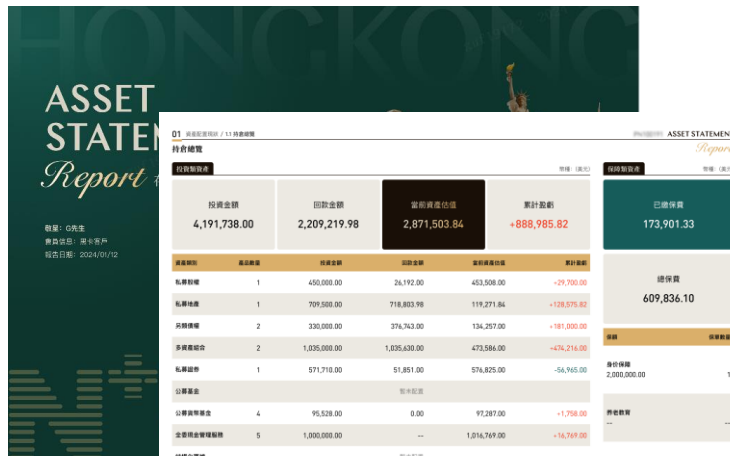 HONGKONG
ASSET
STATEM
Report
敬呈：G先生
會員信息：黑卡客戶
報告日期：2024/01/12
01 資產配置現狀 / 1.1 持倉總覽
ASSET STATEMEN
持倉總覽
Report
投資類資產
幣種：(美元)
保障類資產
投資金額
回款金額
當前資產估值
累計盈虧
已繳保費
4,191,738.00
2,209,219.98
2,871,503.84
+888,985.82
173,901.33
總保費
609,836.10
資產類別 產品數量 投資金額 回款金額 當前資產估值 累計盈虧
私募股權 1 450,000.00 26,192.00 453,508.00 +29,700.00
私募地產 1 709,500.00 718,803.98 119,271.84 +128,575.82
另類債權 2 330,000.00 376,743.00 134,257.00 +181,000.00
多資產組合 2 1,035,000.00 1,035,630.00 473,586.00 +474,216.00
私募證券 1 571,710.00 51,851.00 576,825.00 -56,965.00
公募基金 暫未配置
公募貨幣基金 4 95,528.00 0.00 97,287.00 +1,758.00
全委現金管理服務 5 1,000,000.00 -- 1,016,769.00 +16,769.00
保額
保單數量
身份保障
2,000,000.00 1
養老教育
--